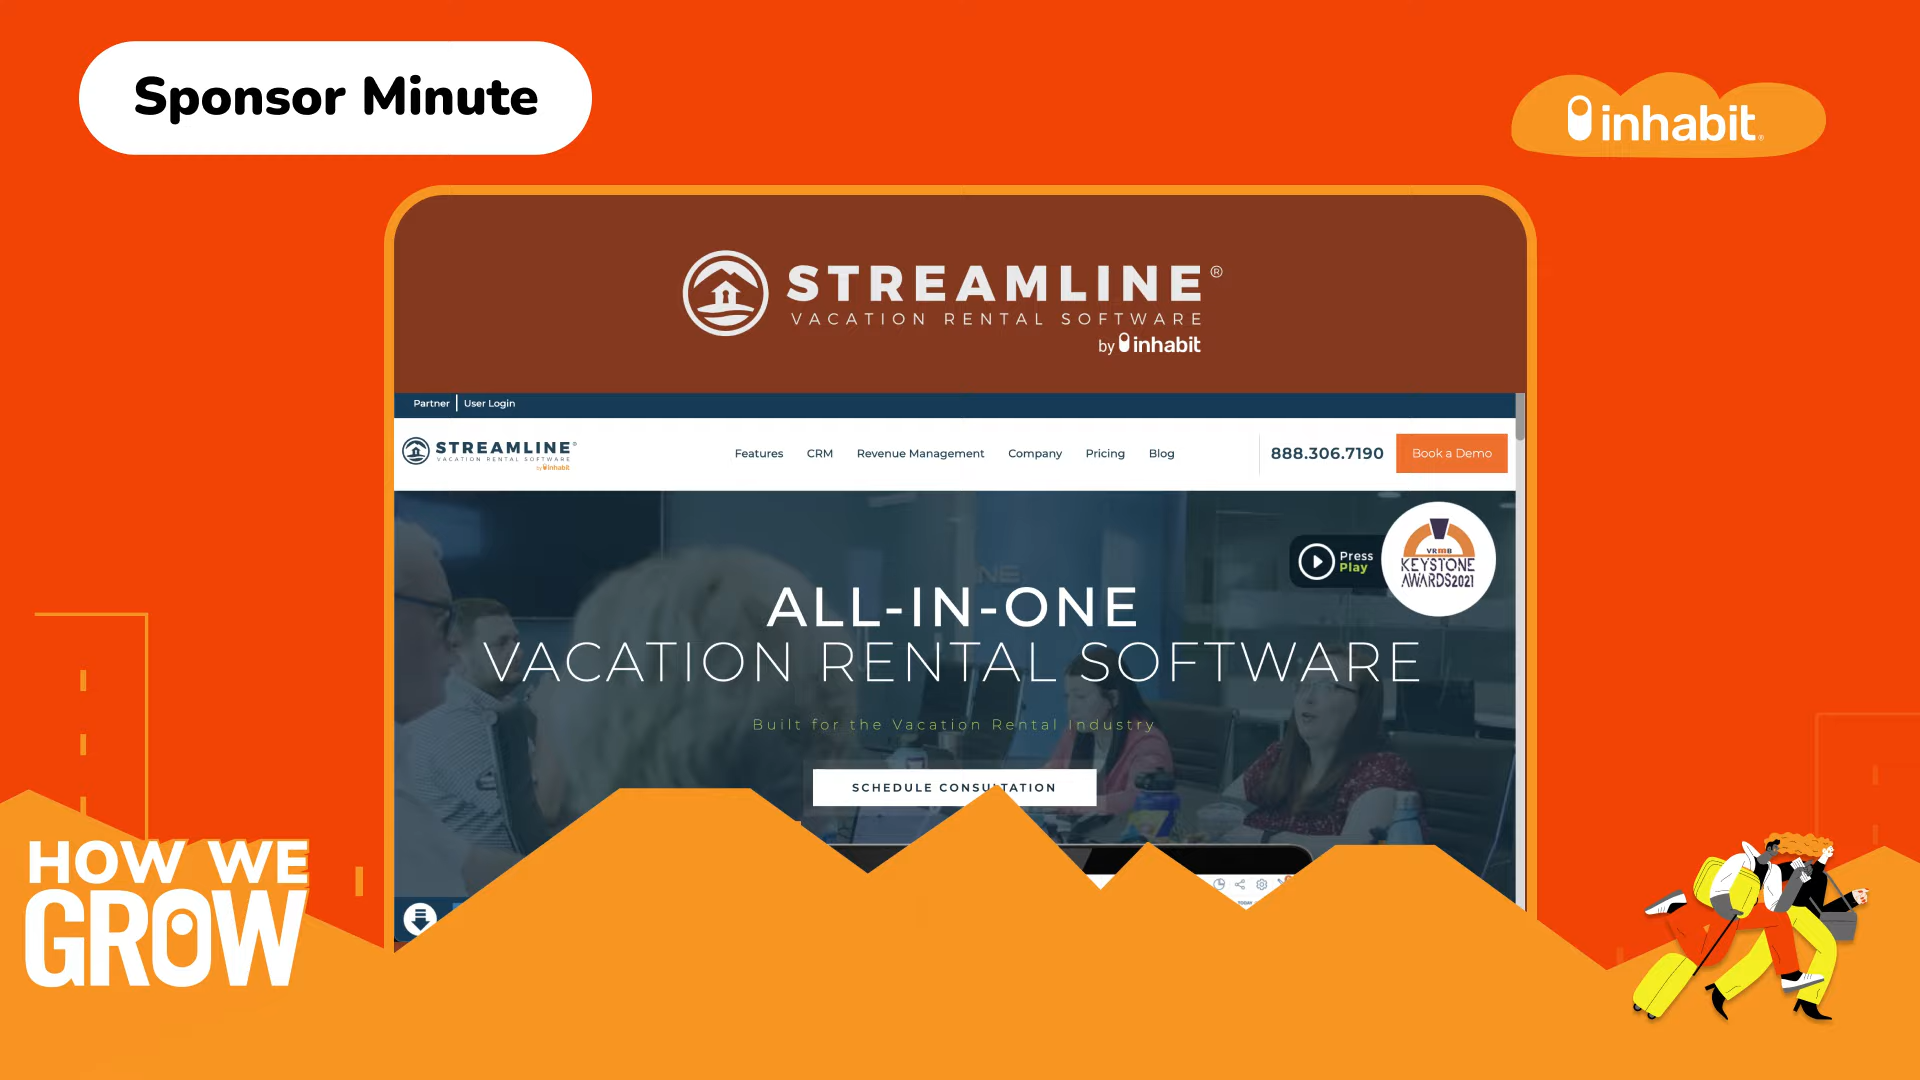 Sponsor Minute
inhabit
STREAMLINE®
VACATION RENTAL SOFTWARE
by inhabit
Partner User Login
STREAMLINE®
VACATION RENTAL SOFTWARE
by inhabit
Features CRM Revenue Management Company Pricing Blog
888.306.7190
Book a Demo
Press
Play
VRMB
KEYSTONE
AWARDS2021
ALL-IN-ONE
VACATION RENTAL SOFTWARE
Built for the Vacation Rental Industry
SCHEDULE CONSULTATION
HOW WE
GROW